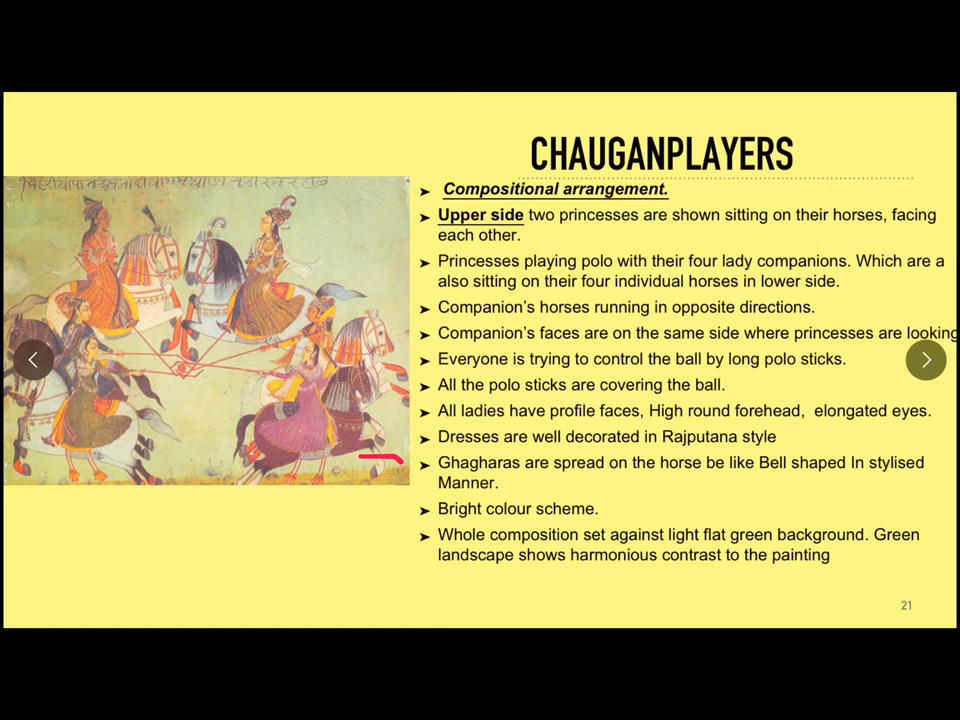 CHAUGANPLAYERS
Compositional arrangement.
Upper side two princesses are shown sitting on their horses, facing
each other.
Princesses playing polo with their four lady companions. Which are a
also sitting on their four individual horses in lower side.
Companion's horses running in opposite directions.
Companion's faces are on the same side where princesses are looking
Everyone is trying to control the ball by long polo sticks.
All the polo sticks are covering the ball.
All ladies have profile faces, High round forehead, elongated eyes.
Dresses are well decorated in Rajputana style
Ghagharas are spread on the horse be like Bell shaped In stylised
Manner.
Bright colour scheme.
Whole composition set against light flat green background. Green
landscape shows harmonious contrast to the painting
21